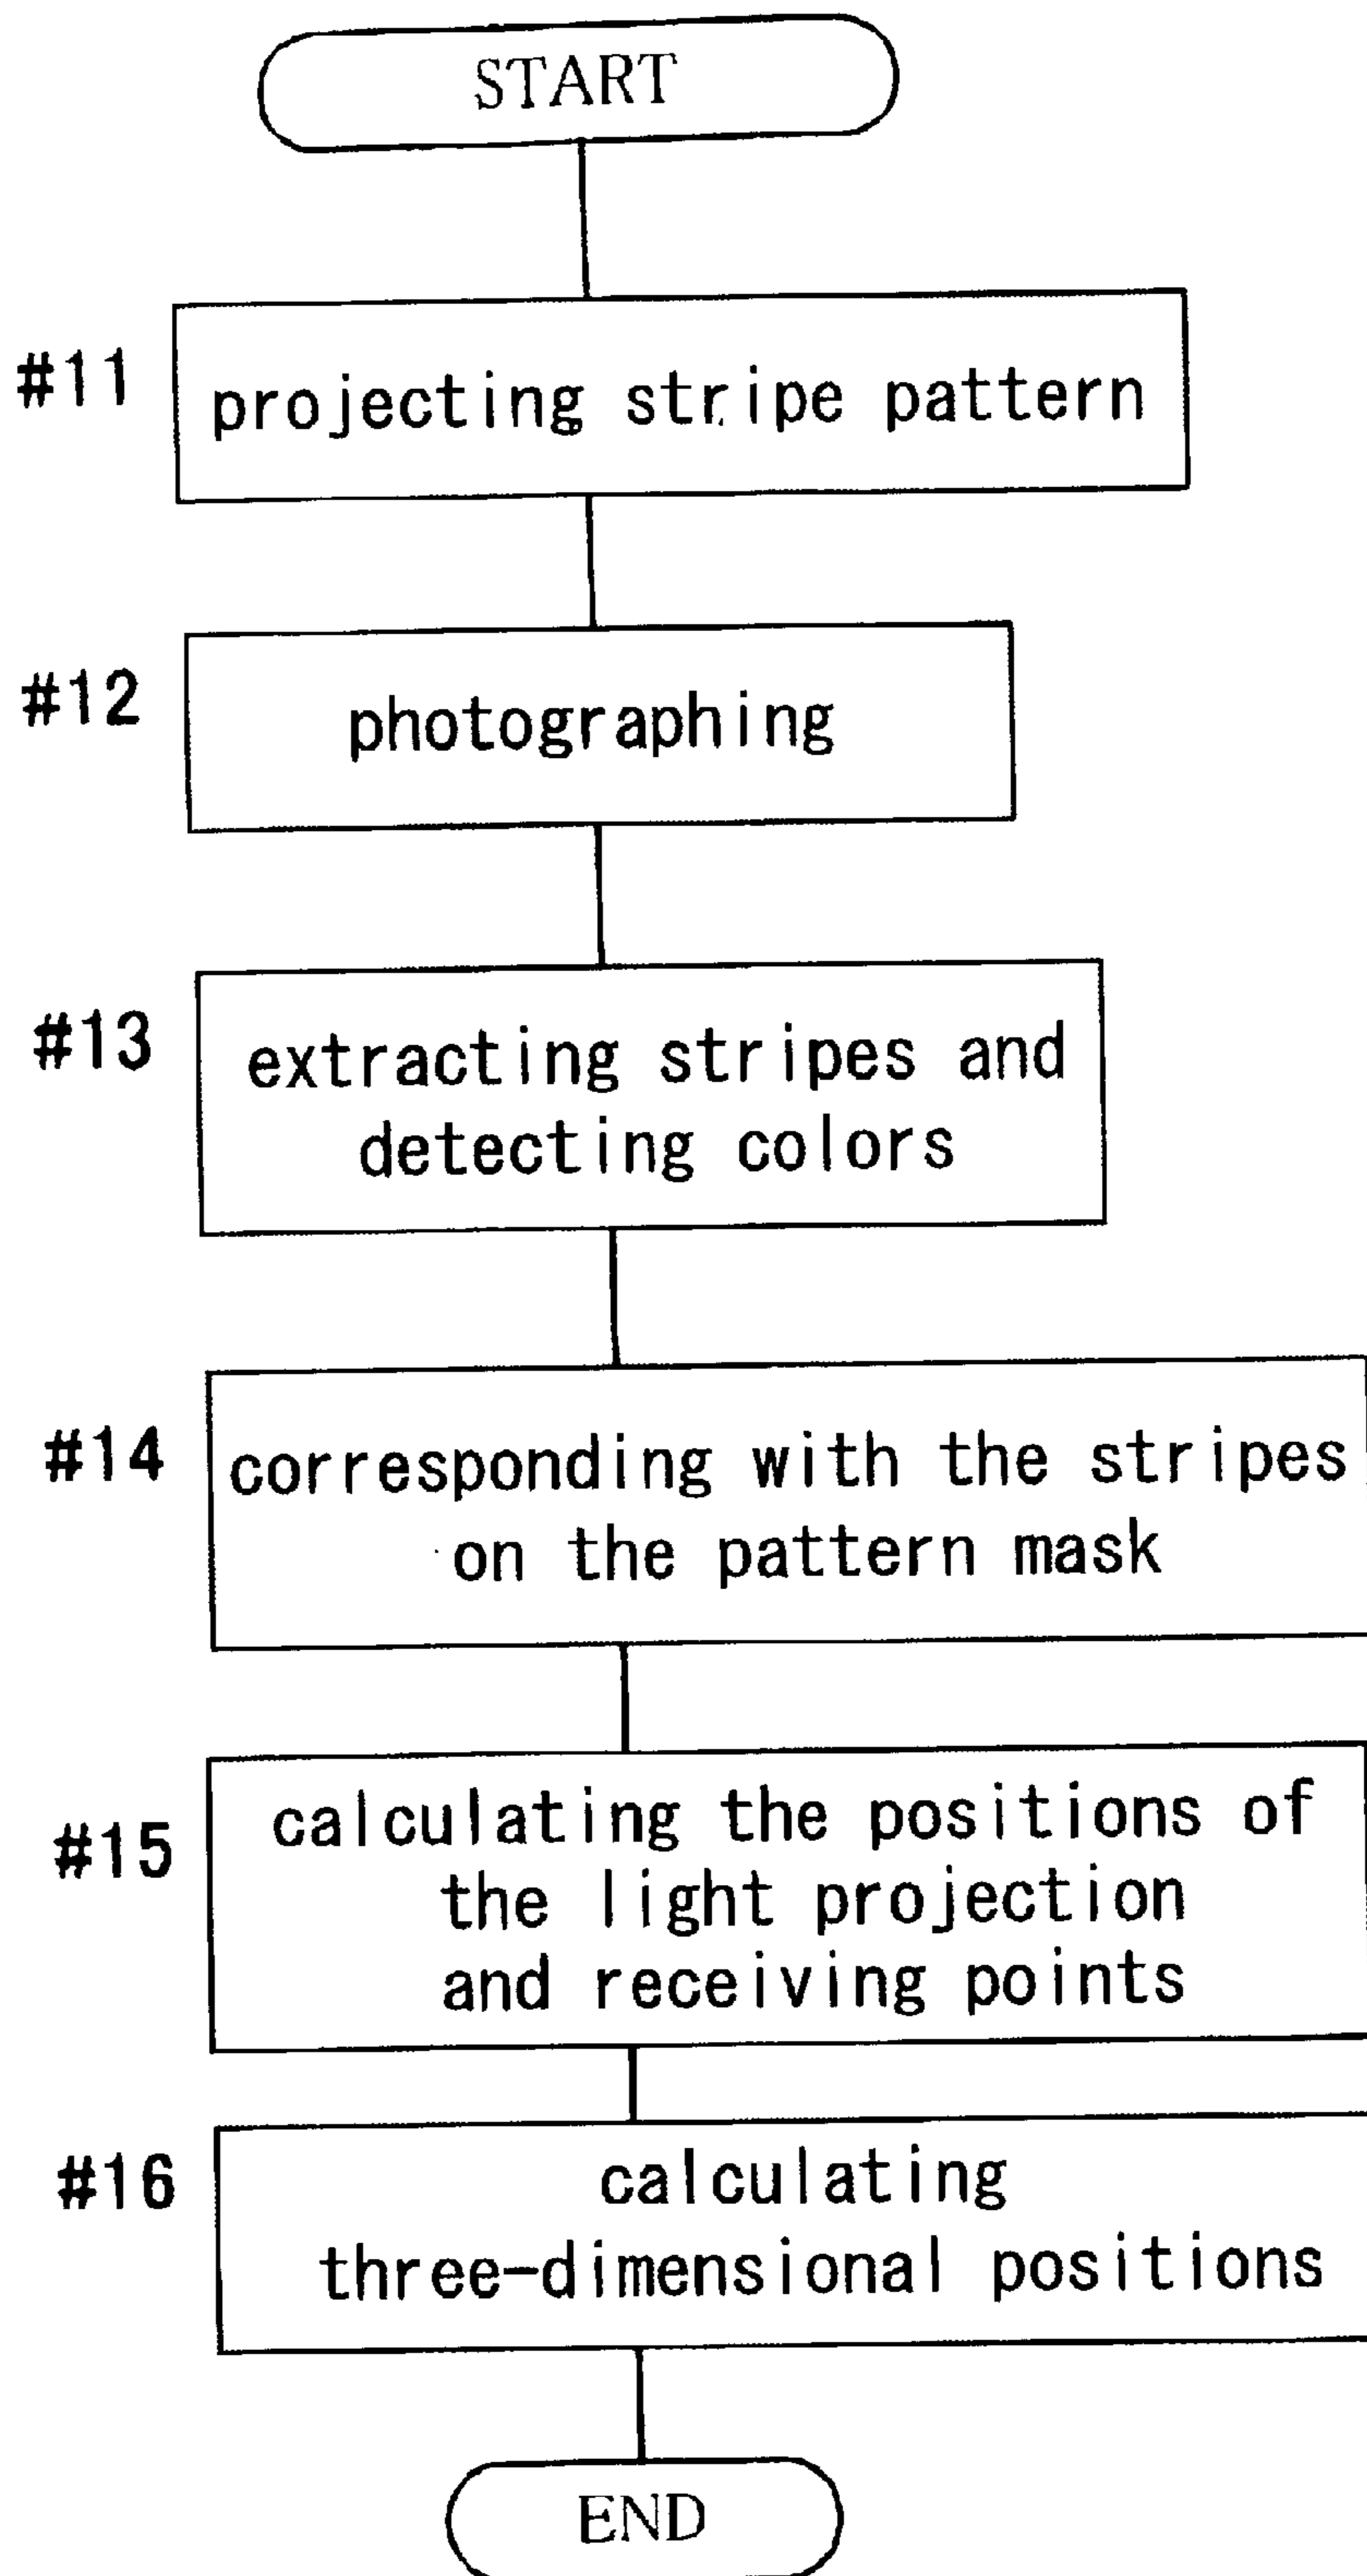 START
#11
projecting stripe pattern
#12
photographing
#13
extracting stripes and
detecting colors
#14
corresponding with the stripes
on the pattern mask
#15
calculating the positions of
the light projection
and receiving points
#16
calculating
three-dimensional positions
END